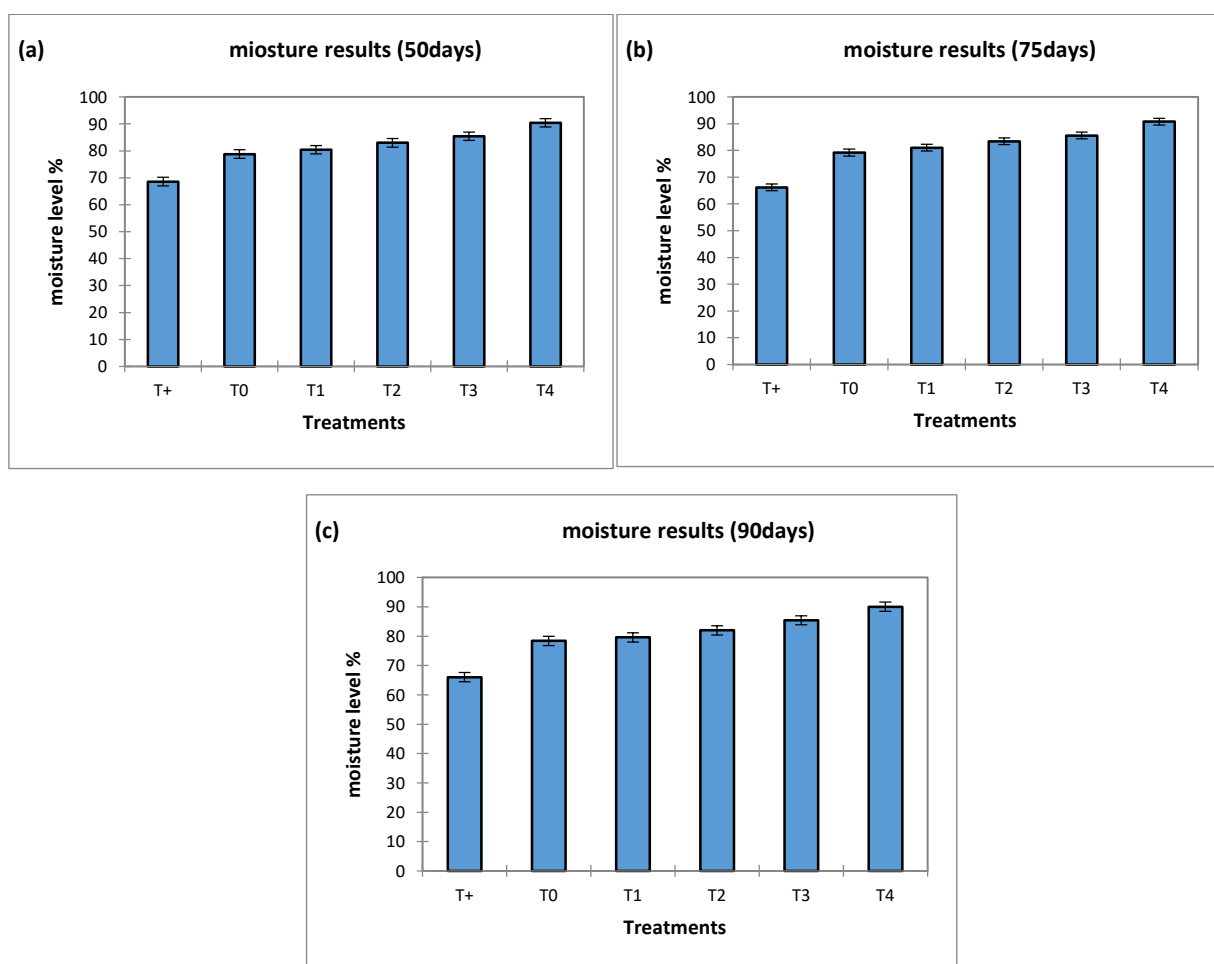 (a) miosture results (50days)
100
90
80
70
60
50
40
30
20
10
0
moisture level %
T+ T0 T1 T2 T3 T4
Treatments
(b) moisture results (75days)
100
90
80
70
60
50
40
30
20
10
0
moisture level %
T+ T0 T1 T2 T3 T4
Treatments
(c) moisture results (90days)
100
90
80
70
60
50
40
30
20
10
0
moisture level %
T+ T0 T1 T2 T3 T4
Treatments